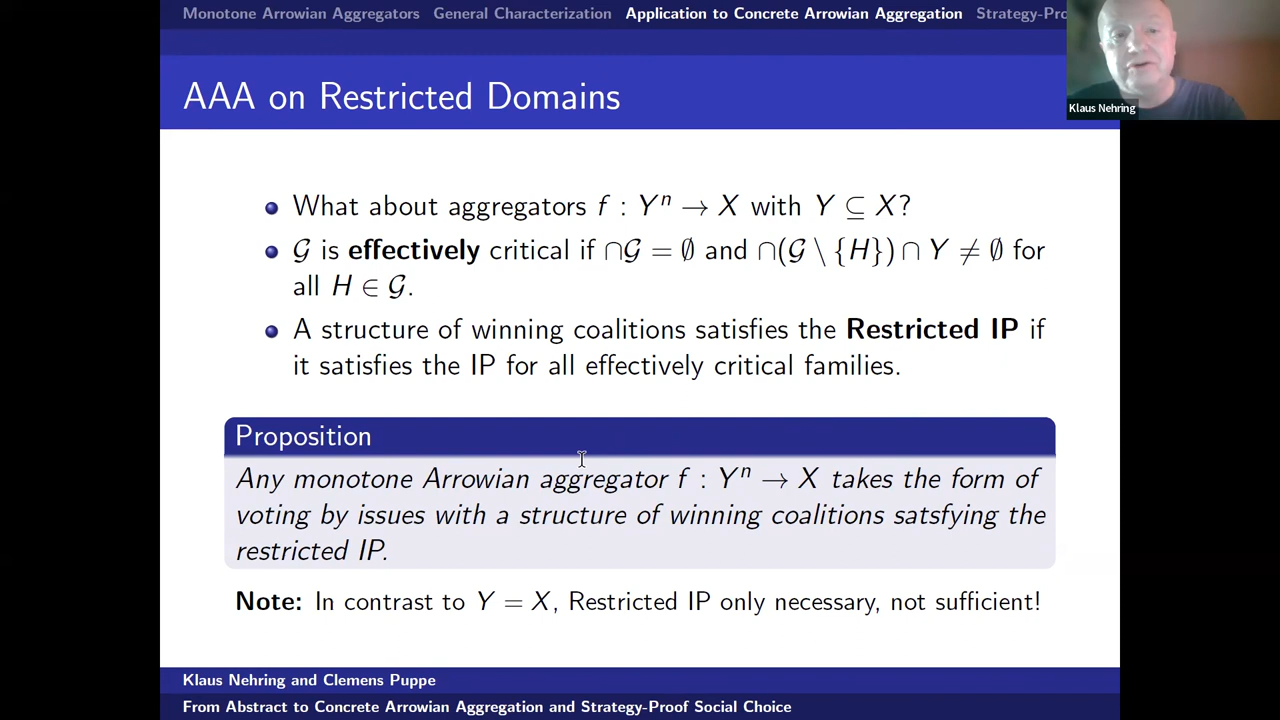 Monotone Arrowian Aggregators General Characterization Application to Concrete Arrowian Aggregation Strategy-Pro
Klaus Nehring
AAA on Restricted Domains
What about aggregators f : Yⁿ → X with Y ⊆ X?
𝒢 is effectively critical if ∩𝒢 = ∅ and ∩(𝒢 \ {H}) ∩ Y ≠ ∅ for
all H ∈ 𝒢.
A structure of winning coalitions satisfies the Restricted IP if
it satisfies the IP for all effectively critical families.
Proposition
Any monotone Arrowian aggregator f : Yⁿ → X takes the form of
voting by issues with a structure of winning coalitions satsfying the
restricted IP.
Note: In contrast to Y = X, Restricted IP only necessary, not sufficient!
Klaus Nehring and Clemens Puppe
From Abstract to Concrete Arrowian Aggregation and Strategy-Proof Social Choice